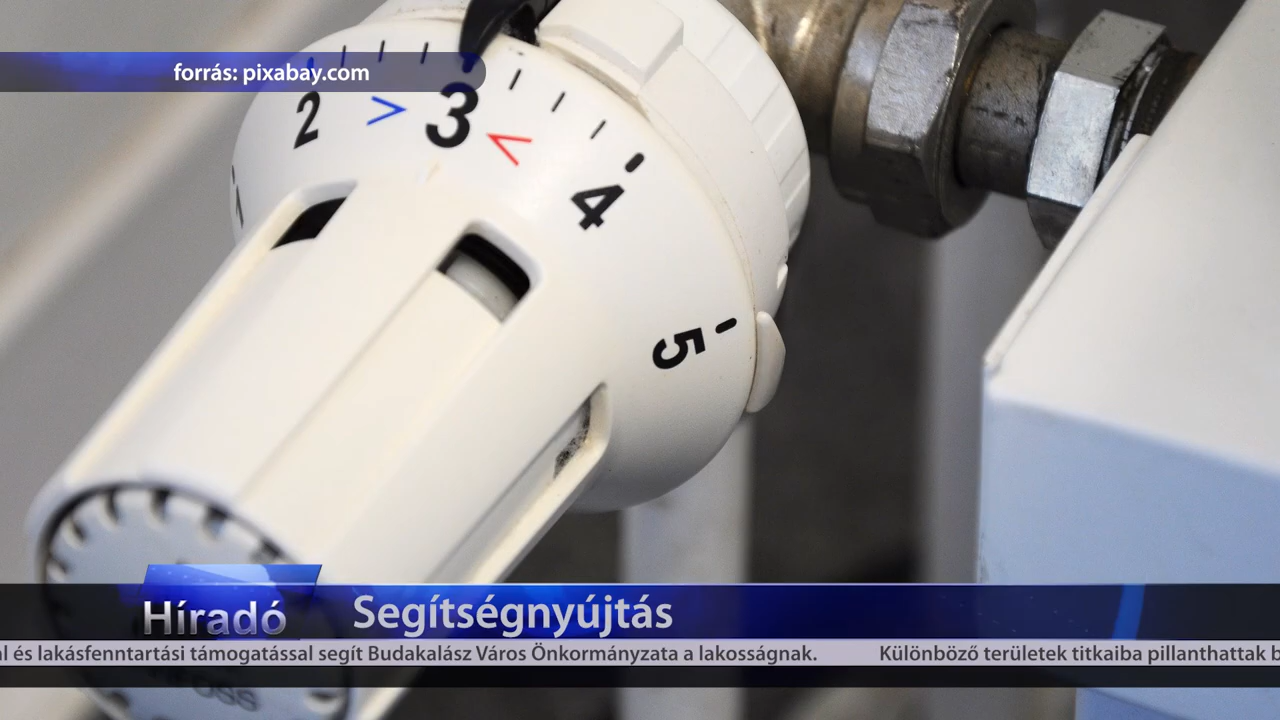 forrás: pixabay.com
2 > 3 <
4
5
Híradó
Segítségnyújtás
és lakásfenntartási támogatással segít Budakalász Város Önkormányzata a lakosságnak. Különböző területek titkaiba pillanthattak